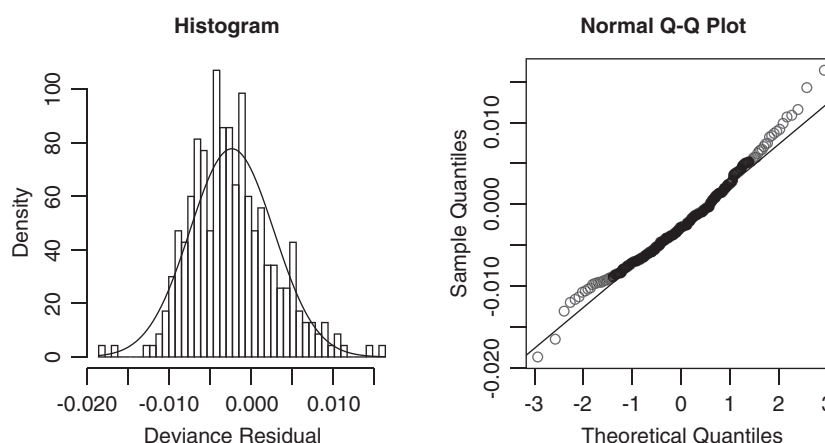 Histogram
Density
0 20 40 60 80 100
-0.020 -0.010 0.000 0.010
Deviance Residual
Normal Q-Q Plot
Sample Quantiles
-0.020 -0.010 0.000 0.010
-3 -2 -1 0 1 2 3
Theoretical Quantiles